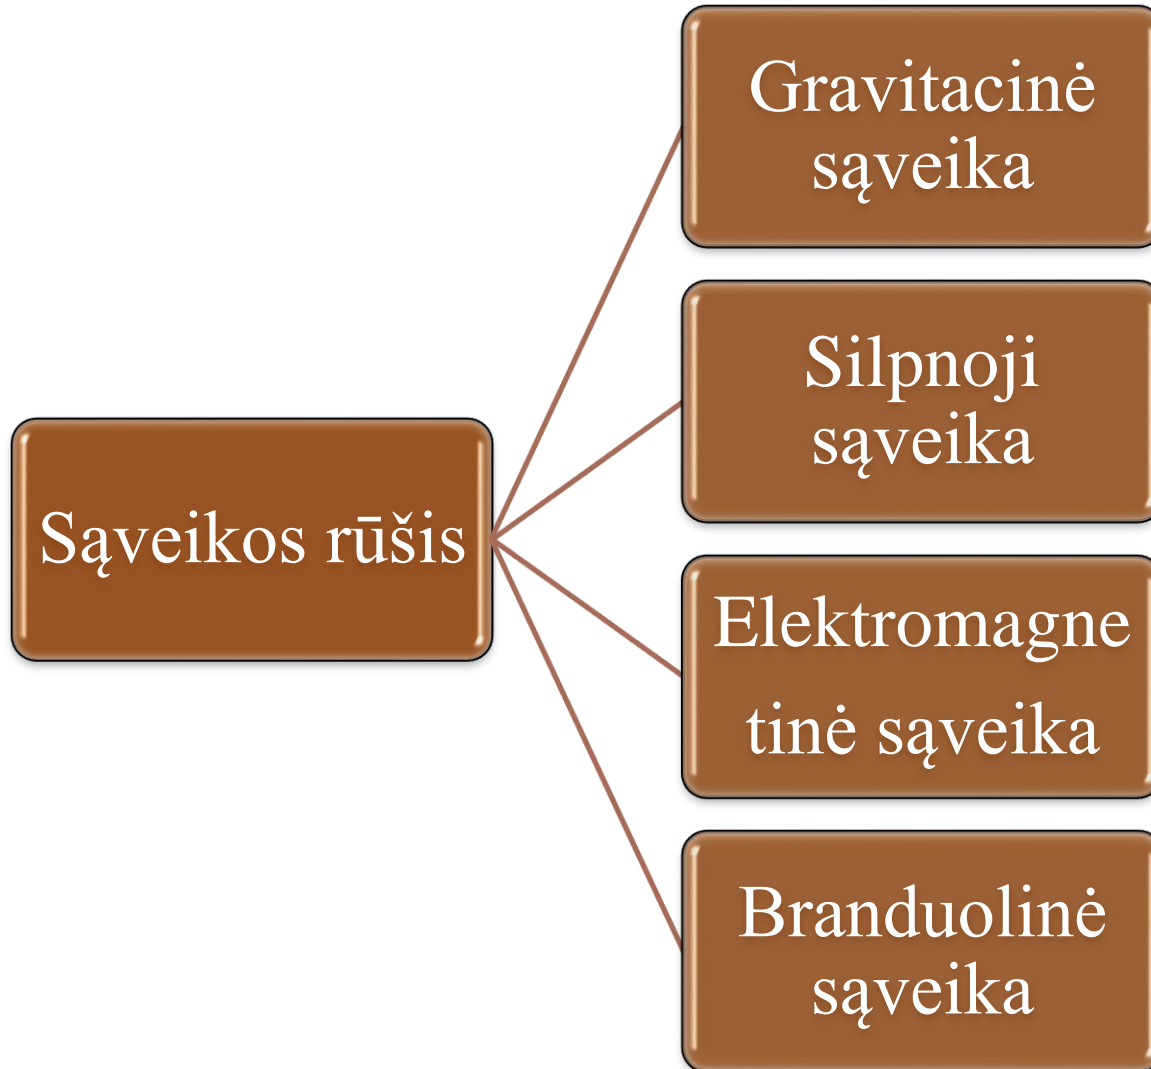 Gravitacinė
sąveika
Silpnoji
sąveika
Sąveikos rūšis
Elektromagne
tinė sąveika
Branduolinė
sąveika